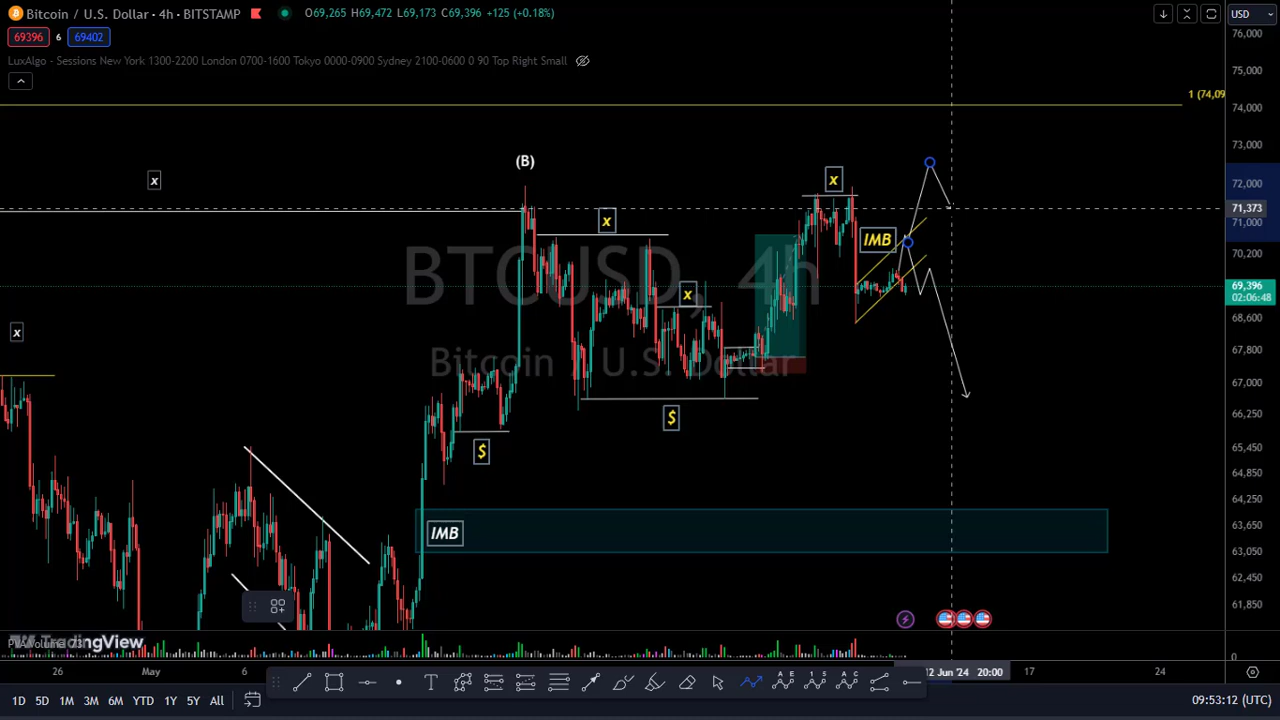 Bitcoin / U.S. Dollar · 4h · BITSTAMP O69,265 H69,472 L69,173 C69,396 +125 (+0.18%)
USD
69396 6 69402
LuxAlgo - Sessions New York 1300-2200 London 0700-1600 Tokyo 0000-0900 Sydney 2100-0600 0 90 Top Right Small
76,000
75,000
1 (74,09
74,000
73,000
(B)
x
x
72,000
71,373
x
71,000
IMB
70,200
BTCUSD, 4h
69,396
02:06:48
x
68,600
x
67,800
Bitcoin / U.S. Dollar
67,000
66,250
$
$
65,450
64,850
64,250
IMB
63,650
63,050
62,450
61,850
TradingView
0
26 May 6 12 Jun '24 20:00 17 24
1D 5D 1M 3M 6M YTD 1Y 5Y All 09:53:12 (UTC)